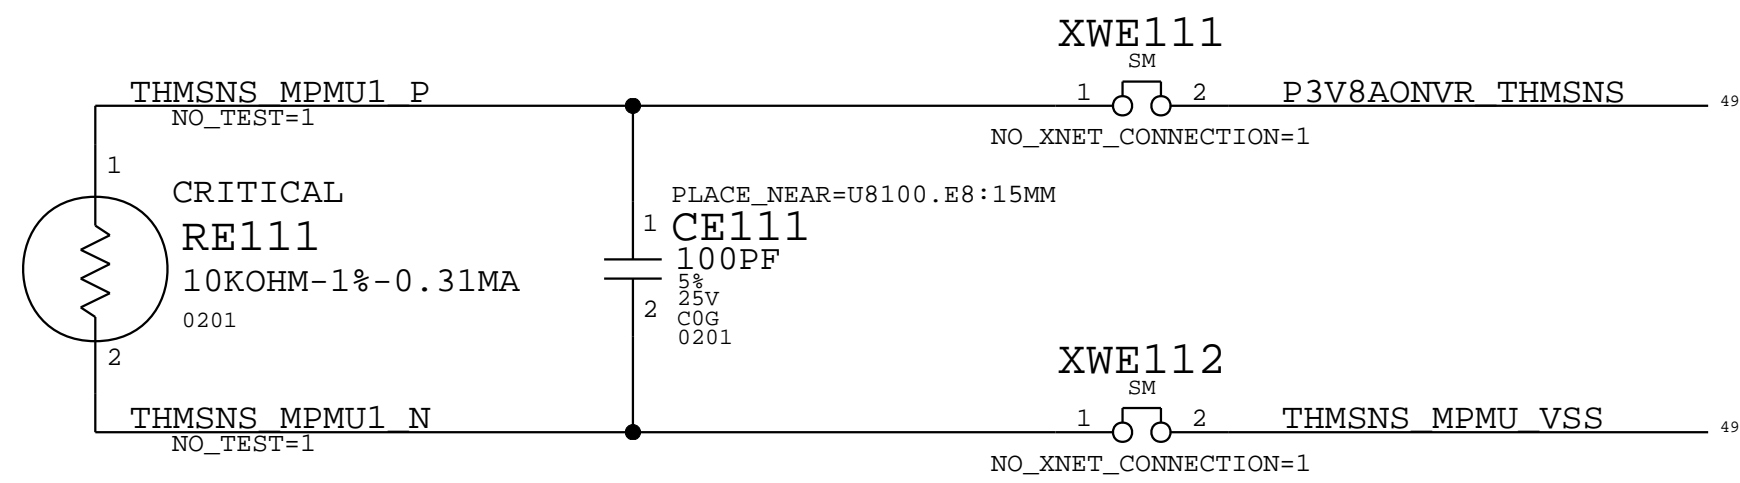 XWE111
SM
THMSNS_MPMU1_P
1
2
P3V8AONVR_THMSNS
49
NO_TEST=1
NO_XNET_CONNECTION=1
1
CRITICAL
RE111
10KOHM-1%-0.31MA
0201
2
PLACE_NEAR=U8100.E8:15MM
1
CE111
100PF
5%
25V
2
C0G
0201
XWE112
SM
THMSNS_MPMU1_N
1
2
THMSNS_MPMU_VSS
49
NO_TEST=1
NO_XNET_CONNECTION=1